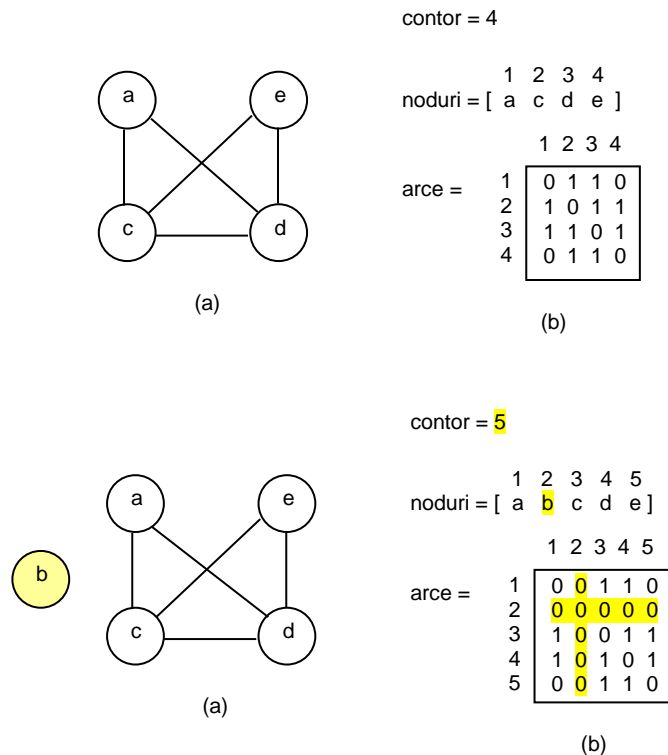 contor = 4
1 2 3 4
noduri = [ a c d e ]
a e
c d
1 2 3 4
arce =
1 0 1 1 0
2 1 0 1 1
3 1 1 0 1
4 0 1 1 0
(a)
(b)
contor = 5
1 2 3 4 5
noduri = [ a b c d e ]
a e
b
c d
1 2 3 4 5
arce =
1 0 0 1 1 0
2 0 0 0 0 0
3 1 0 0 1 1
4 1 0 1 0 1
5 0 0 1 1 0
(a)
(b)